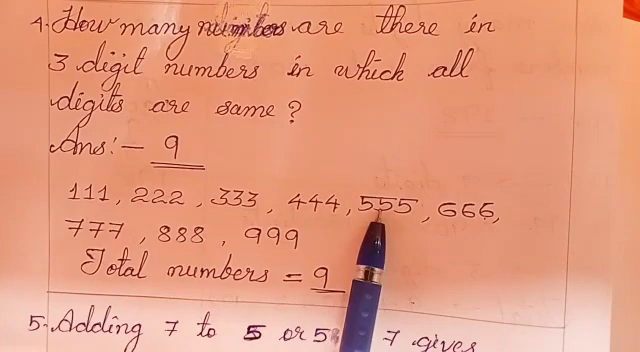 4. How many numbers are there in
3 digit numbers in which all
digits are same?
Ans:- 9
111, 222, 333, 444, 555, 666,
777, 888, 999
Total numbers = 9
5. Adding 7 to 5 or 5 7 gives